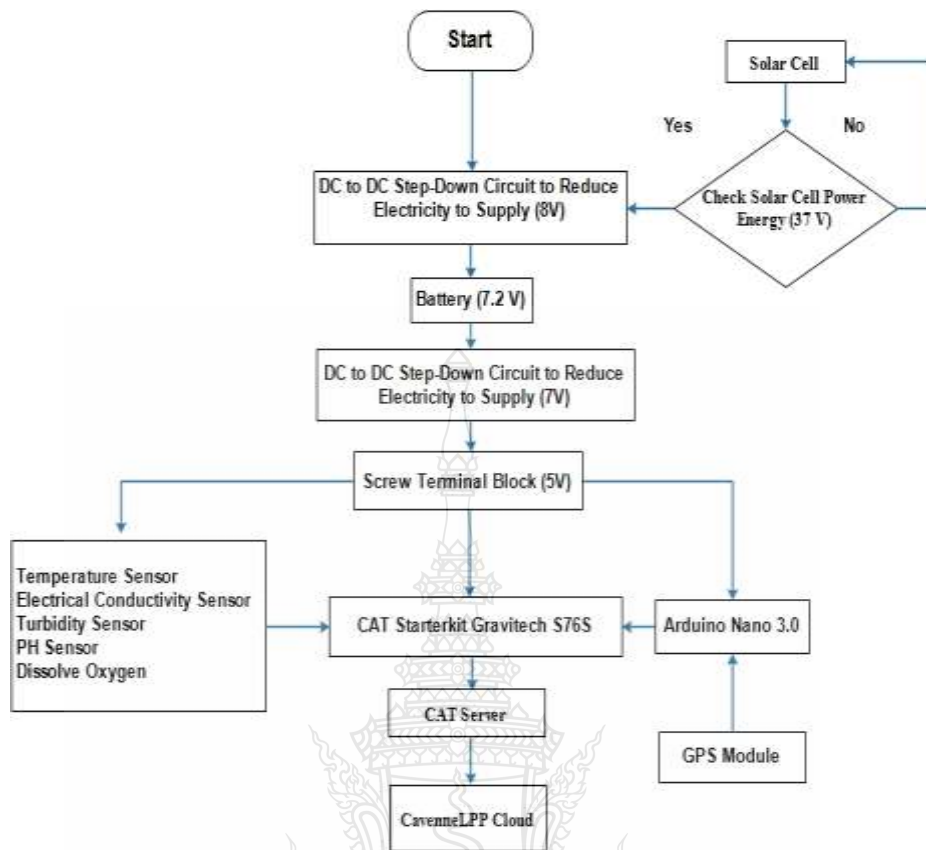 Start
Solar Cell
Yes
No
DC to DC Step-Down Circuit to Reduce
Electricity to Supply (8V)
Check Solar Cell Power
Energy (37 V)
Battery (7.2 V)
DC to DC Step-Down Circuit to Reduce
Electricity to Supply (7V)
Screw Terminal Block (5V)
Temperature Sensor
Electrical Conductivity Sensor
Turbidity Sensor
PH Sensor
Dissolve Oxygen
CAT Starterkit Gravitech S76S
Arduino Nano 3.0
CAT Server
GPS Module
CavenneLPP Cloud